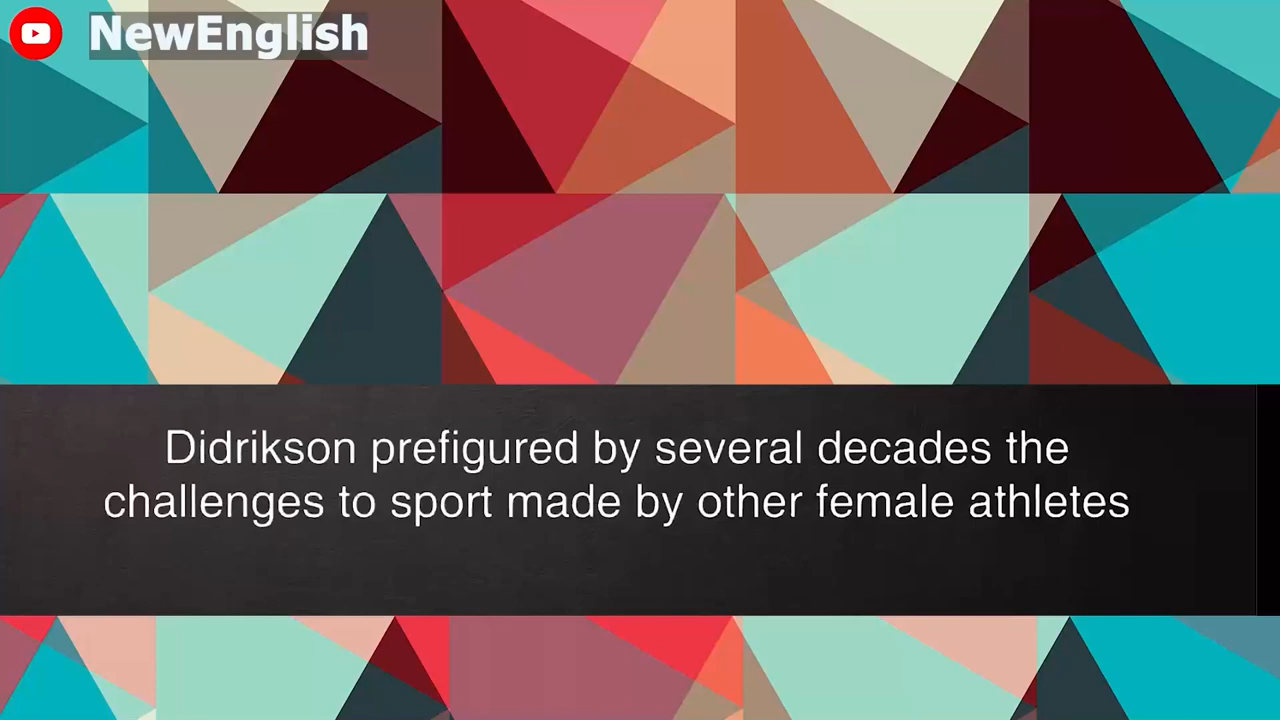 NewEnglish
Didrikson prefigured by several decades the
challenges to sport made by other female athletes